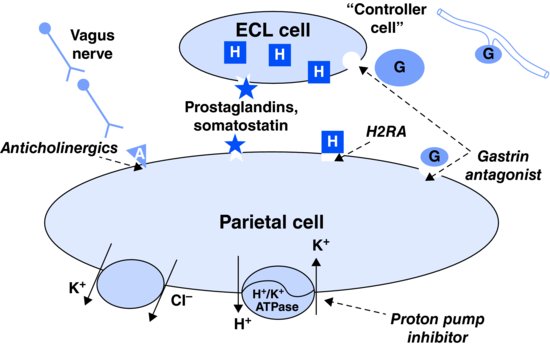 Vagus
nerve
ECL cell
H
H
H
"Controller
cell"
G
G
Prostaglandins,
somatostatin
Anticholinergics
A
H
H2RA
G
Gastrin
antagonist
Parietal cell
K⁺
Cl⁻
H⁺
H⁺/K⁺
ATPase
K⁺
Proton pump
inhibitor